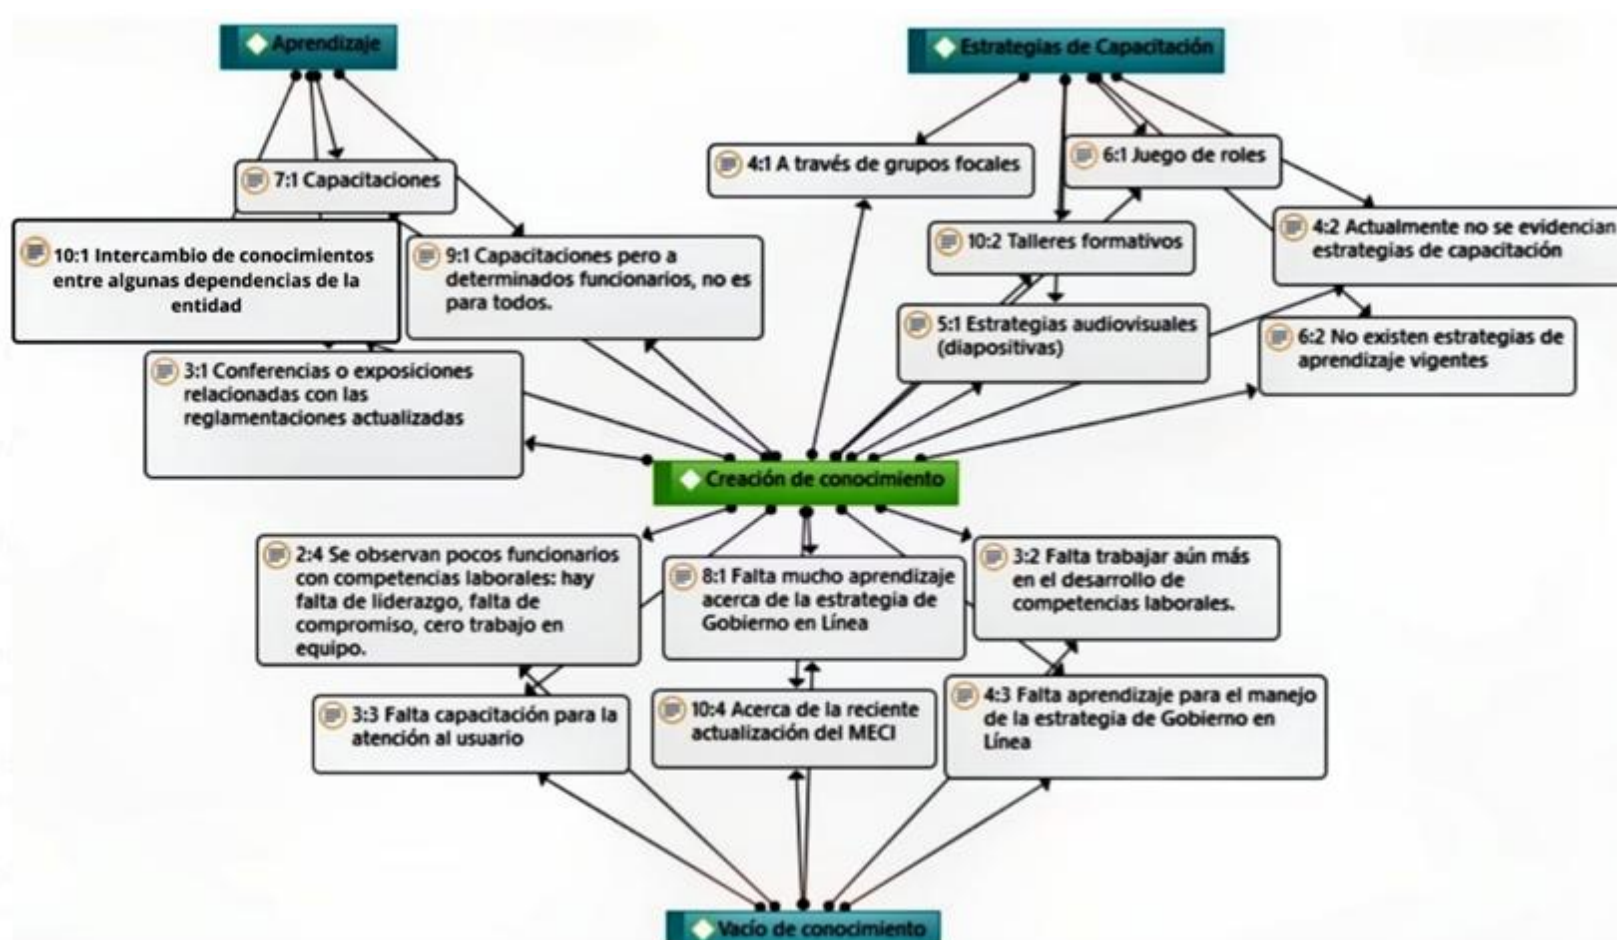 Aprendizaje
Estrategias de Capacitación
7:1 Capacitaciones
4:1 A través de grupos focales
6:1 Juego de roles
10:1 Intercambio de conocimientos
entre algunas dependencias de la
entidad
9:1 Capacitaciones pero a
determinados funcionarios, no es
para todos.
10:2 Talleres formativos
4:2 Actualmente no se evidencian
estrategias de capacitación
3:1 Conferencias o exposiciones
relacionadas con las
reglamentaciones actualizadas
5:1 Estrategias audiovisuales
(diapositivas)
6:2 No existen estrategias de
aprendizaje vigentes
Creación de conocimiento
2:4 Se observan pocos funcionarios
con competencias laborales: hay
falta de liderazgo, falta de
compromiso, cero trabajo en
equipo.
8:1 Falta mucho aprendizaje
acerca de la estrategia de
Gobierno en Línea
3:2 Falta trabajar aún más
en el desarrollo de
competencias laborales.
3:3 Falta capacitación para la
atención al usuario
10:4 Acerca de la reciente
actualización del MECI
4:3 Falta aprendizaje para el manejo
de la estrategia de Gobierno en
Línea
Vacío de conocimiento